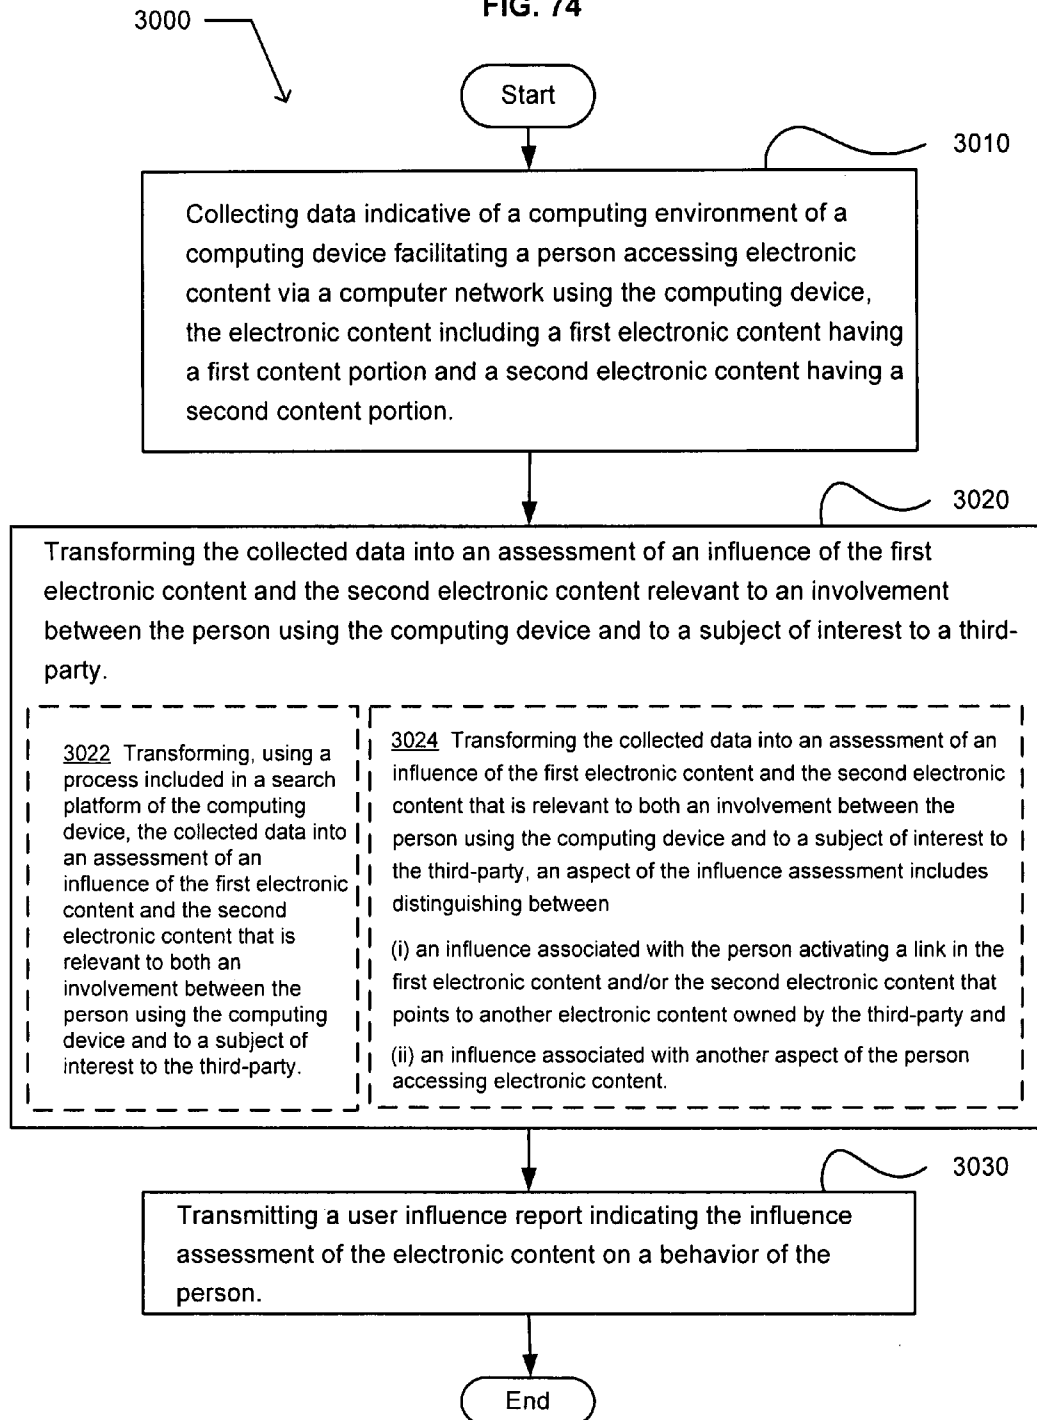 FIG. 74
3000
Start
3010
Collecting data indicative of a computing environment of a
computing device facilitating a person accessing electronic
content via a computer network using the computing device,
the electronic content including a first electronic content having
a first content portion and a second electronic content having a
second content portion.
3020
Transforming the collected data into an assessment of an influence of the first
electronic content and the second electronic content relevant to an involvement
between the person using the computing device and to a subject of interest to a third-
party.
3022 Transforming, using a
process included in a search
platform of the computing
device, the collected data into
an assessment of an
influence of the first electronic
content and the second
electronic content that is
relevant to both an
involvement between the
person using the computing
device and to a subject of
interest to the third-party.
3024 Transforming the collected data into an assessment of an
influence of the first electronic content and the second electronic
content that is relevant to both an involvement between the
person using the computing device and to a subject of interest to
the third-party, an aspect of the influence assessment includes
distinguishing between
(i) an influence associated with the person activating a link in the
first electronic content and/or the second electronic content that
points to another electronic content owned by the third-party and
(ii) an influence associated with another aspect of the person
accessing electronic content.
3030
Transmitting a user influence report indicating the influence
assessment of the electronic content on a behavior of the
person.
End